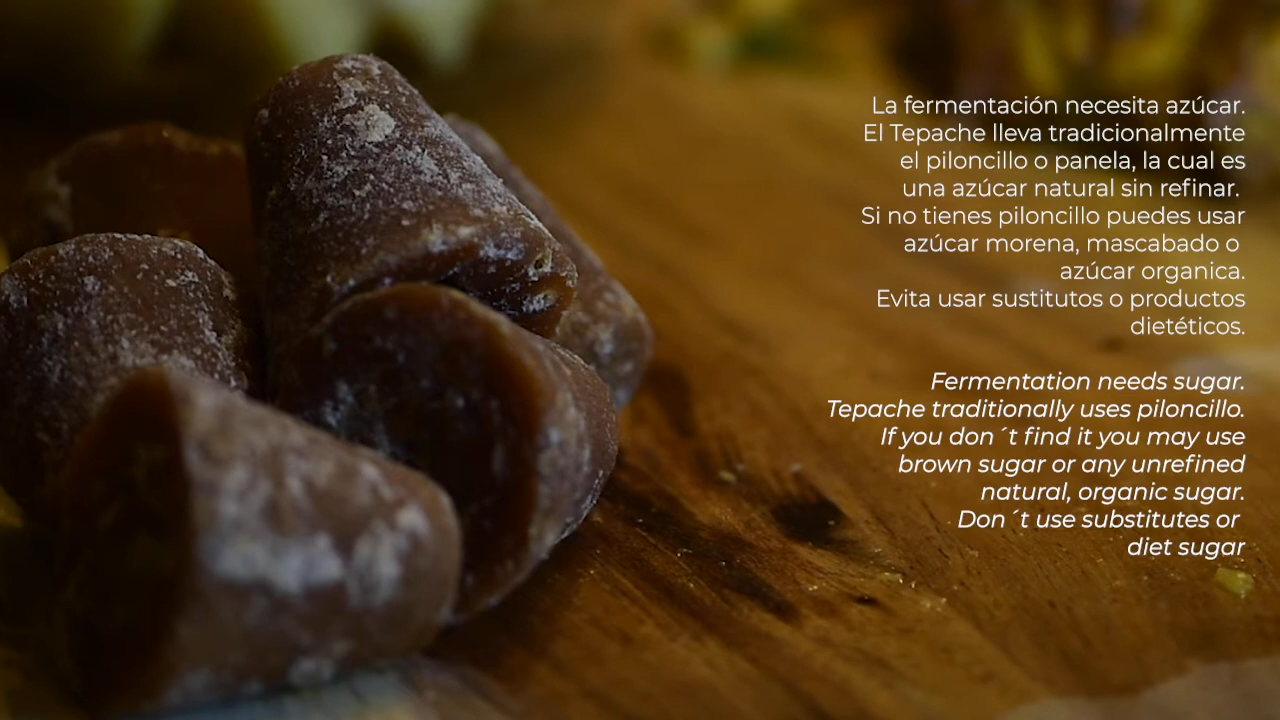 La fermentación necesita azúcar.
El Tepache lleva tradicionalmente
el piloncillo o panela, la cual es
una azúcar natural sin refinar.
Si no tienes piloncillo puedes usar
azúcar morena, mascabado o
azúcar organica.
Evita usar sustitutos o productos
dietéticos.
Fermentation needs sugar.
Tepache traditionally uses piloncillo.
If you don´t find it you may use
brown sugar or any unrefined
natural, organic sugar.
Don´t use substitutes or
diet sugar